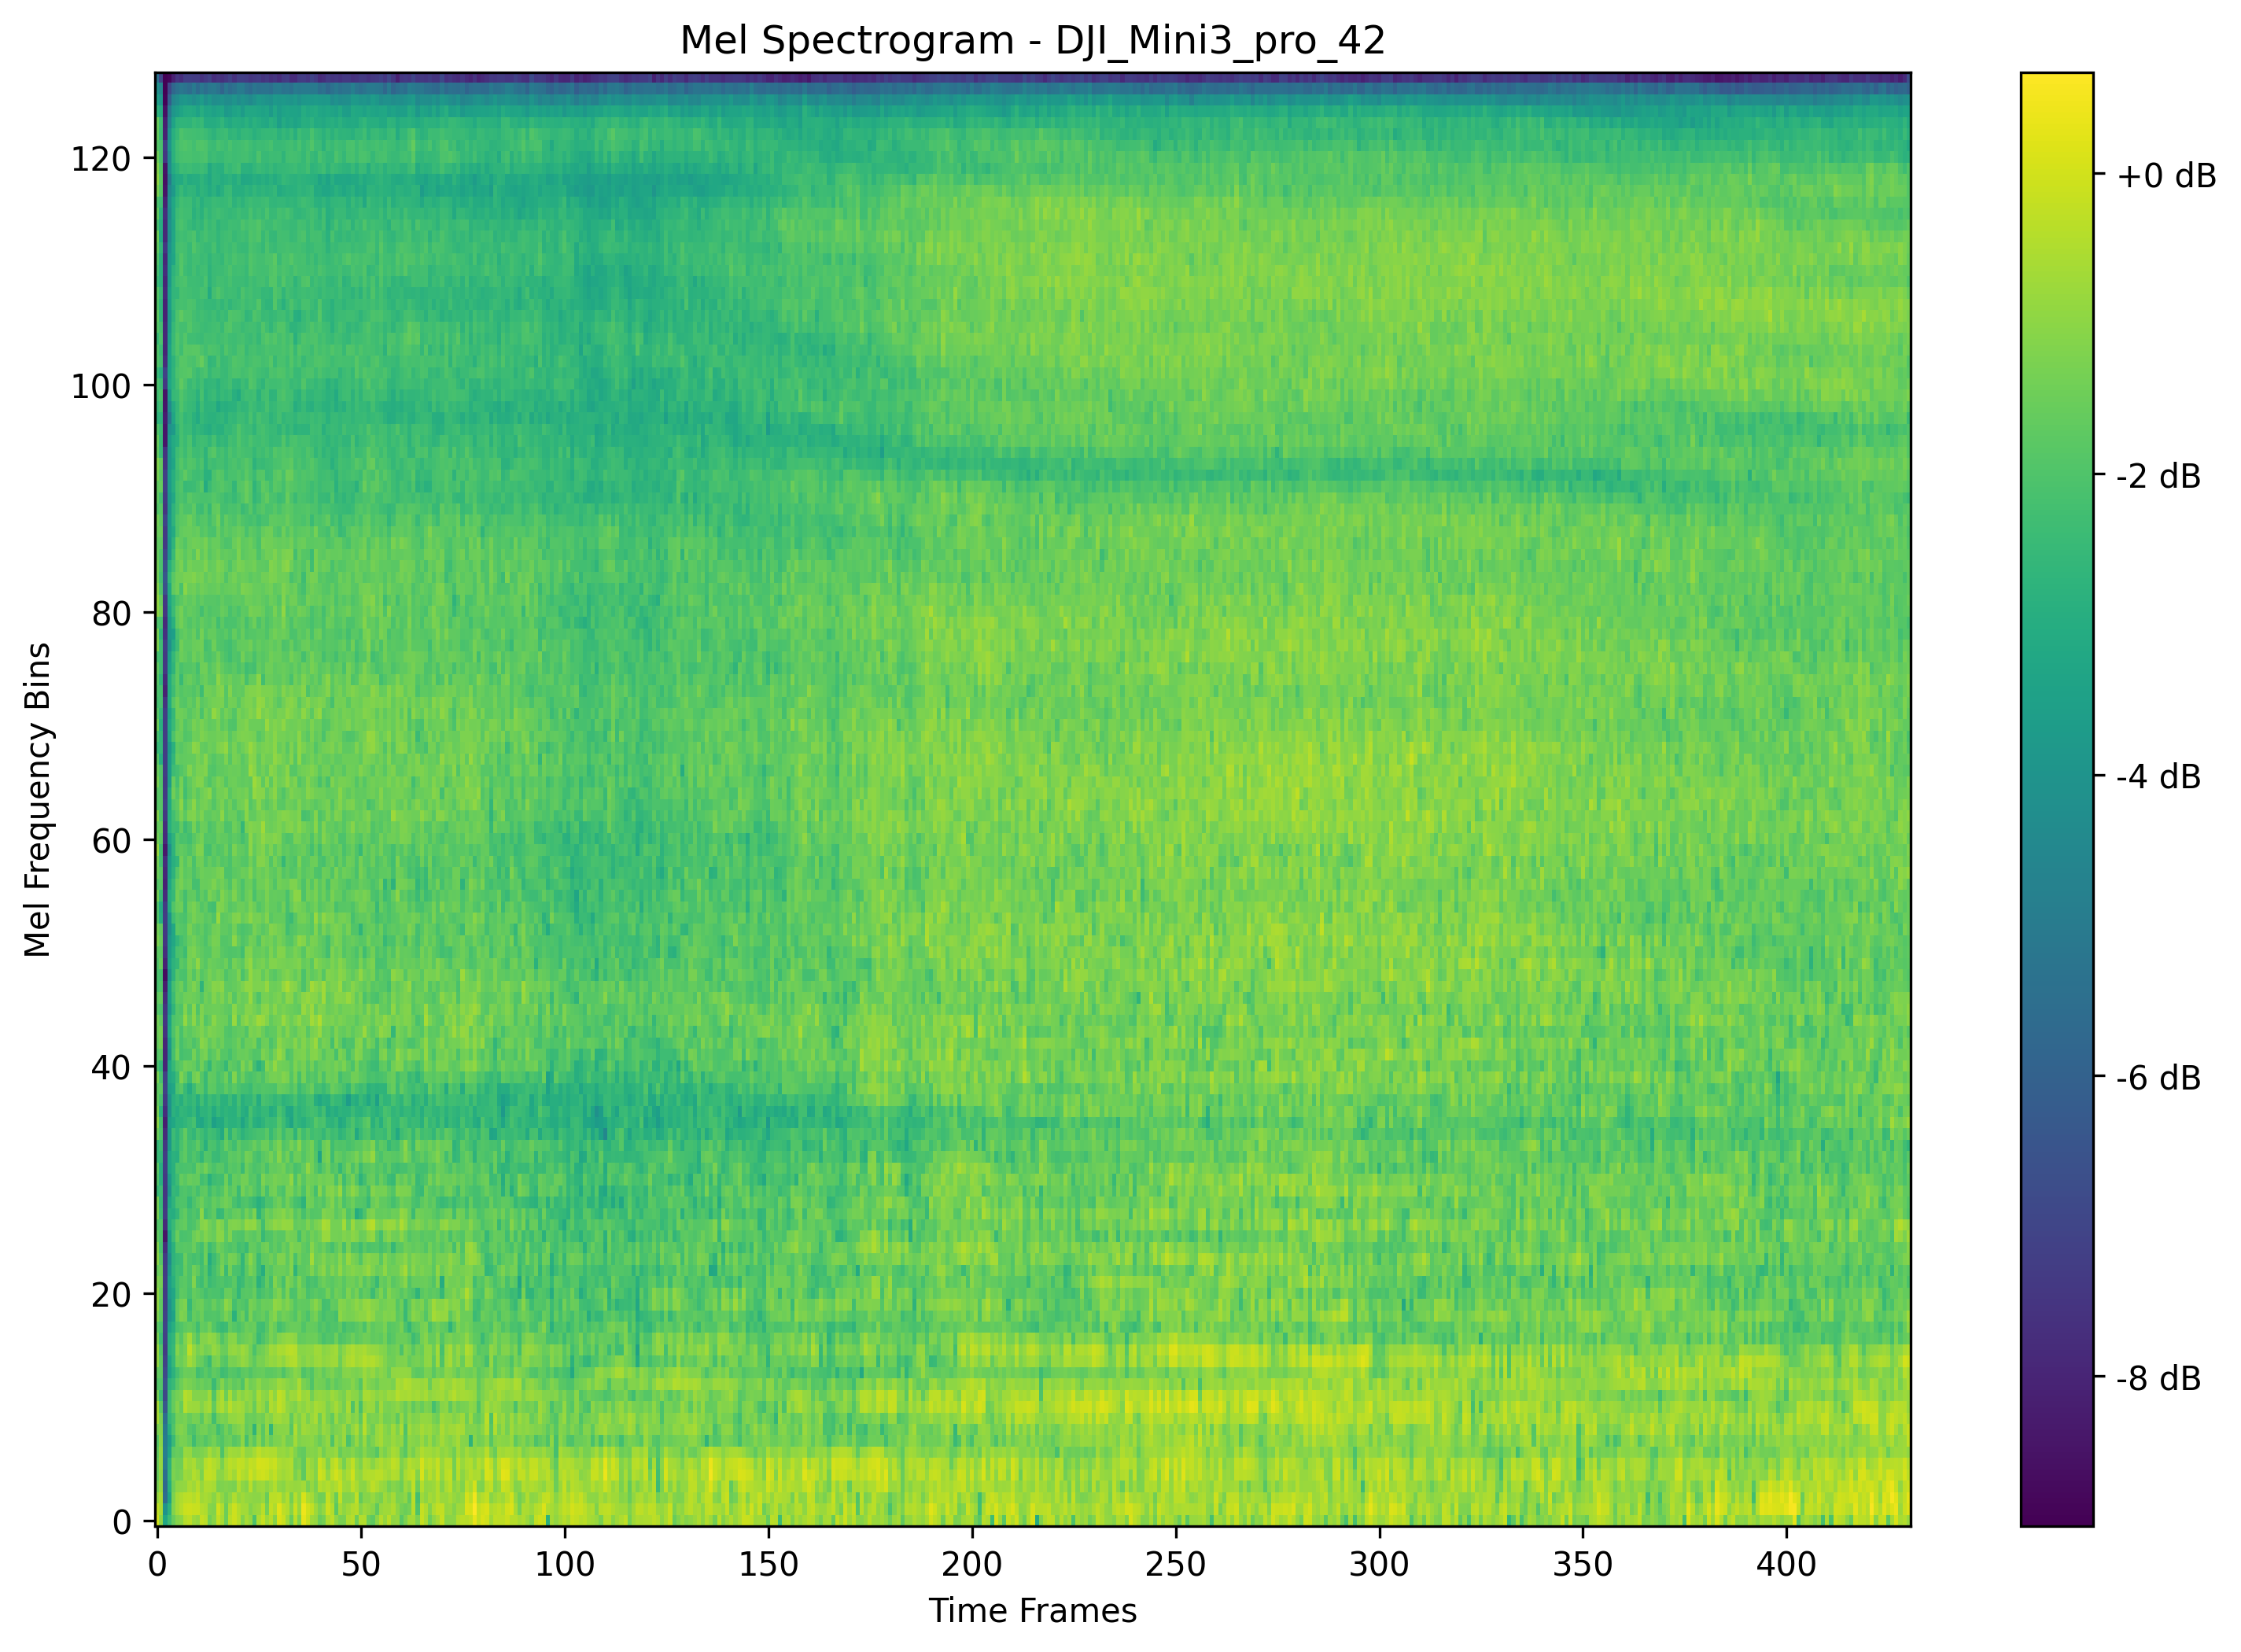 Mel Spectrogram - DJI_Mini3_pro_42
120
100
80
60
40
20
0
Mel Frequency Bins
0 50 100 150 200 250 300 350 400
Time Frames
+0 dB
-2 dB
-4 dB
-6 dB
-8 dB